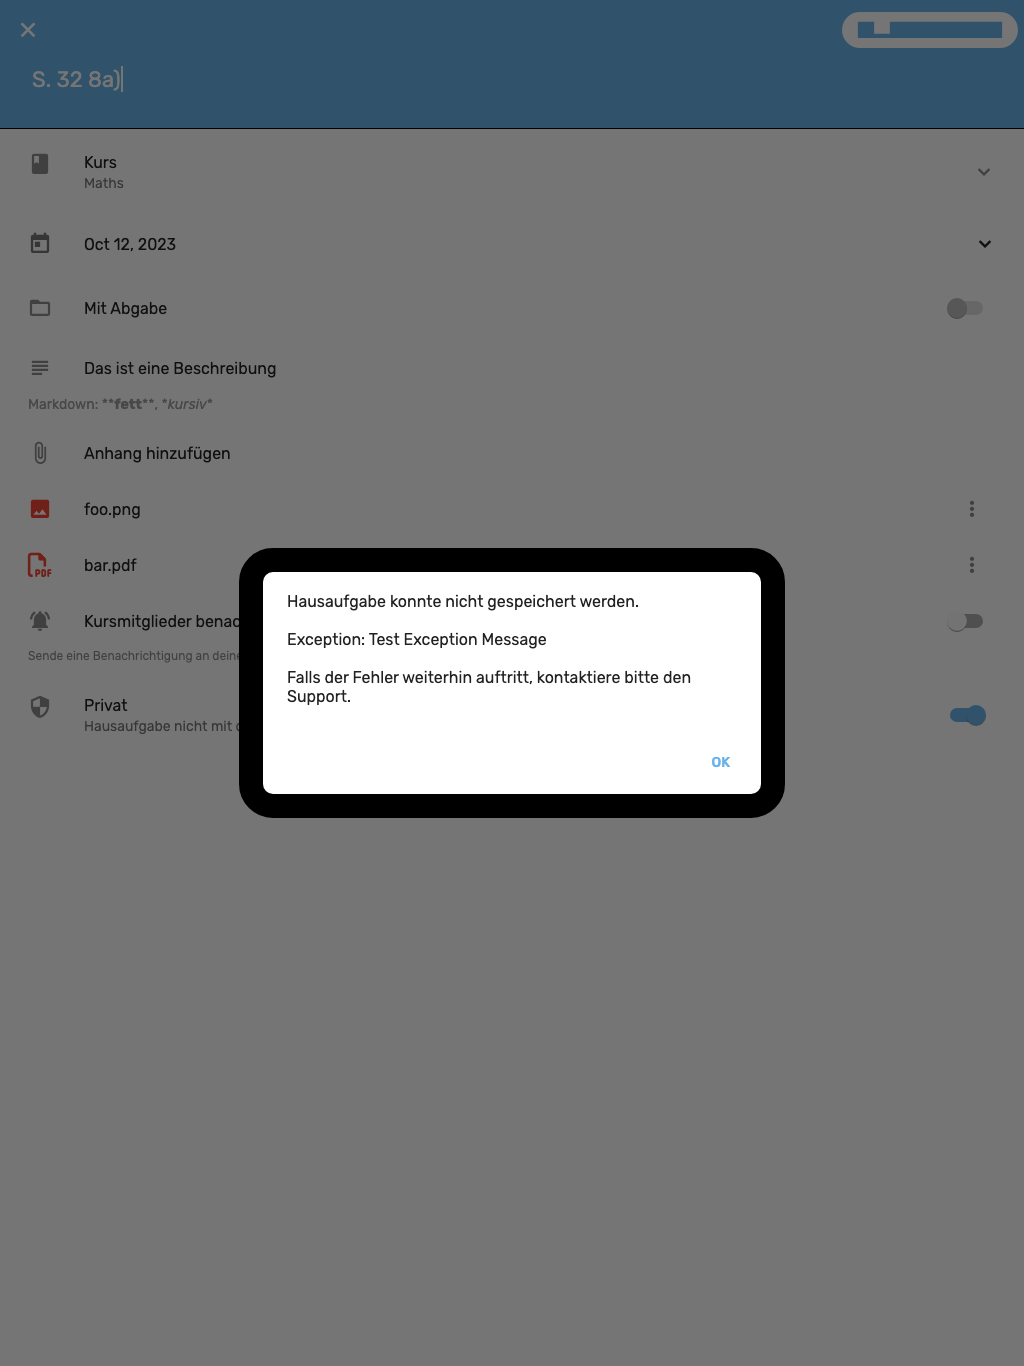 S. 32 8a)
Kurs
Maths
Oct 12, 2023
Mit Abgabe
Das ist eine Beschreibung
Markdown: **fett**, *kursiv*
Anhang hinzufügen
foo.png
PDF
bar.pdf
Kursmitglieder
Sende eine Benachrichtigung an
Privat
Hausaufgabe nicht mit
Hausaufgabe konnte nicht gespeichert werden.
Exception: Test Exception Message
Falls der Fehler weiterhin auftritt, kontaktiere bitte den
Support.
OK